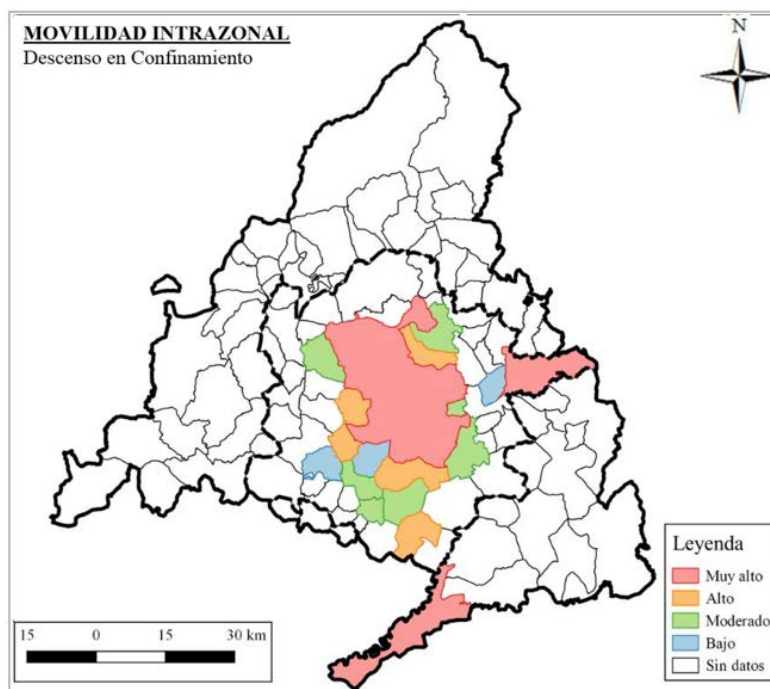 MOVILIDAD INTRAZONAL
Descenso en Confinamiento
N
Leyenda
Muy alto
Alto
Moderado
Bajo
Sin datos
15 0 15 30 km